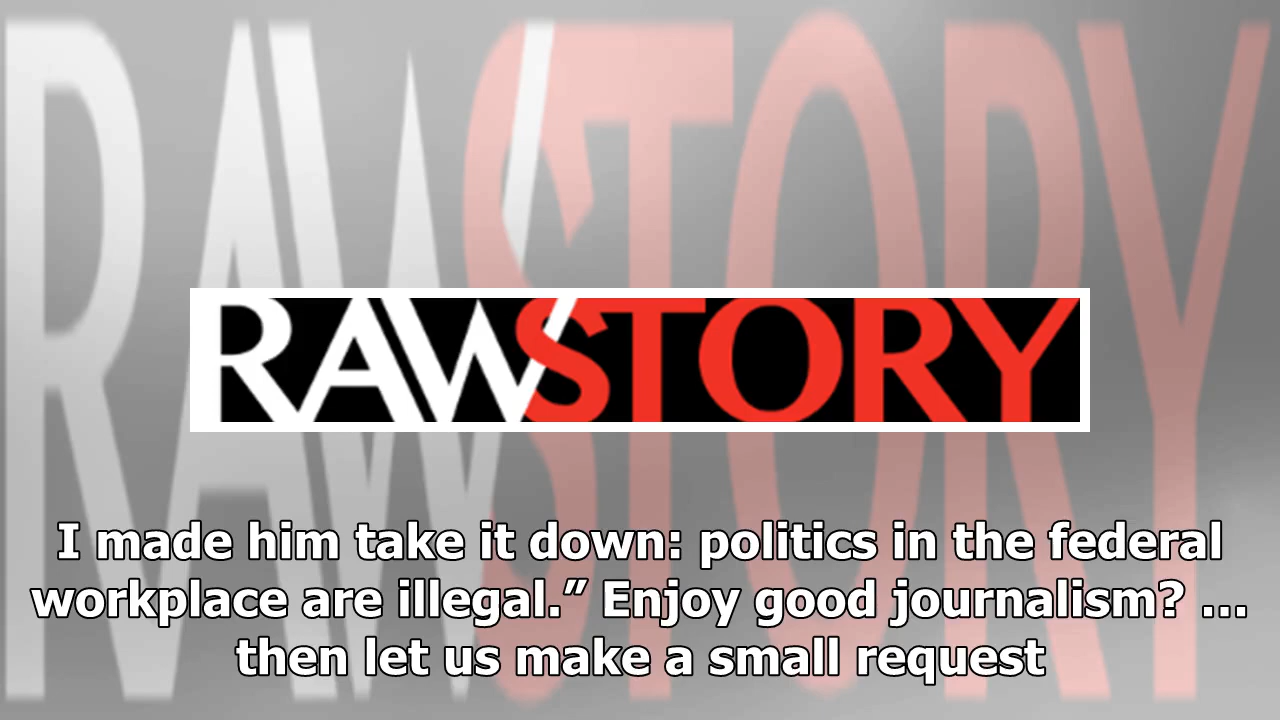 RAWSTORY
RAWSTORY
I made him take it down: politics in the federal
workplace are illegal.” Enjoy good journalism? ...
then let us make a small request